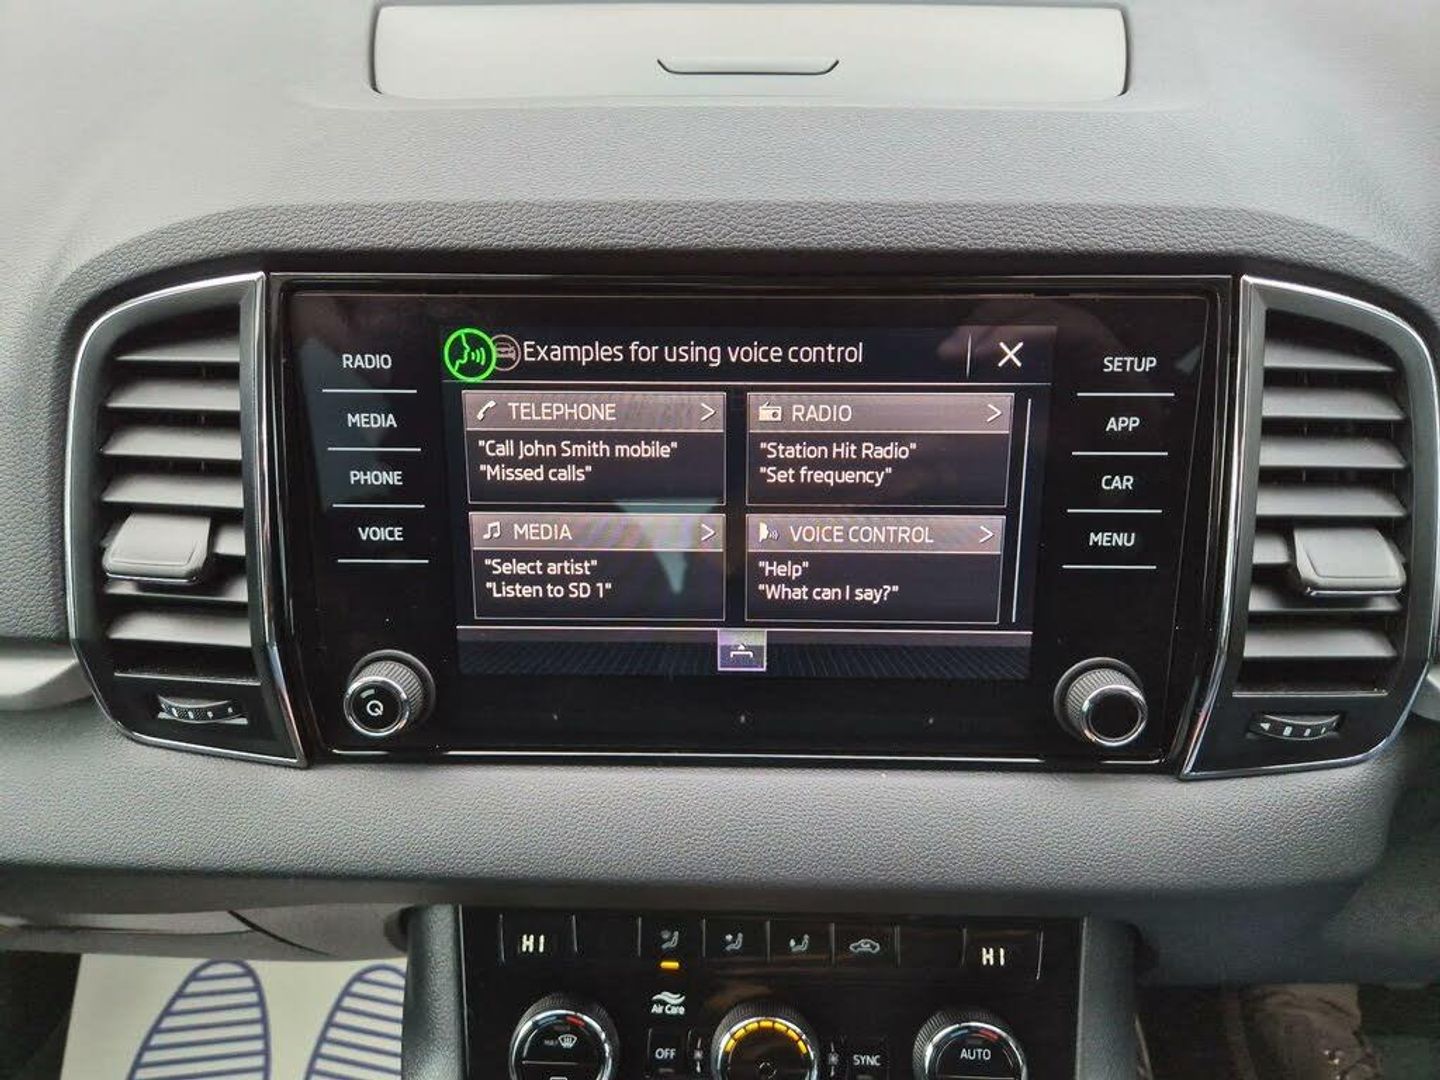 RADIO
MEDIA
PHONE
VOICE
Examples for using voice control
TELEPHONE >
"Call John Smith mobile"
"Missed calls"
RADIO >
"Station Hit Radio"
"Set frequency"
MEDIA >
"Select artist"
"Listen to SD 1"
VOICE CONTROL >
"Help"
"What can I say?"
SETUP
APP
CAR
MENU
HI
HI
Air Care
MAX
OFF
SYNC
AUTO